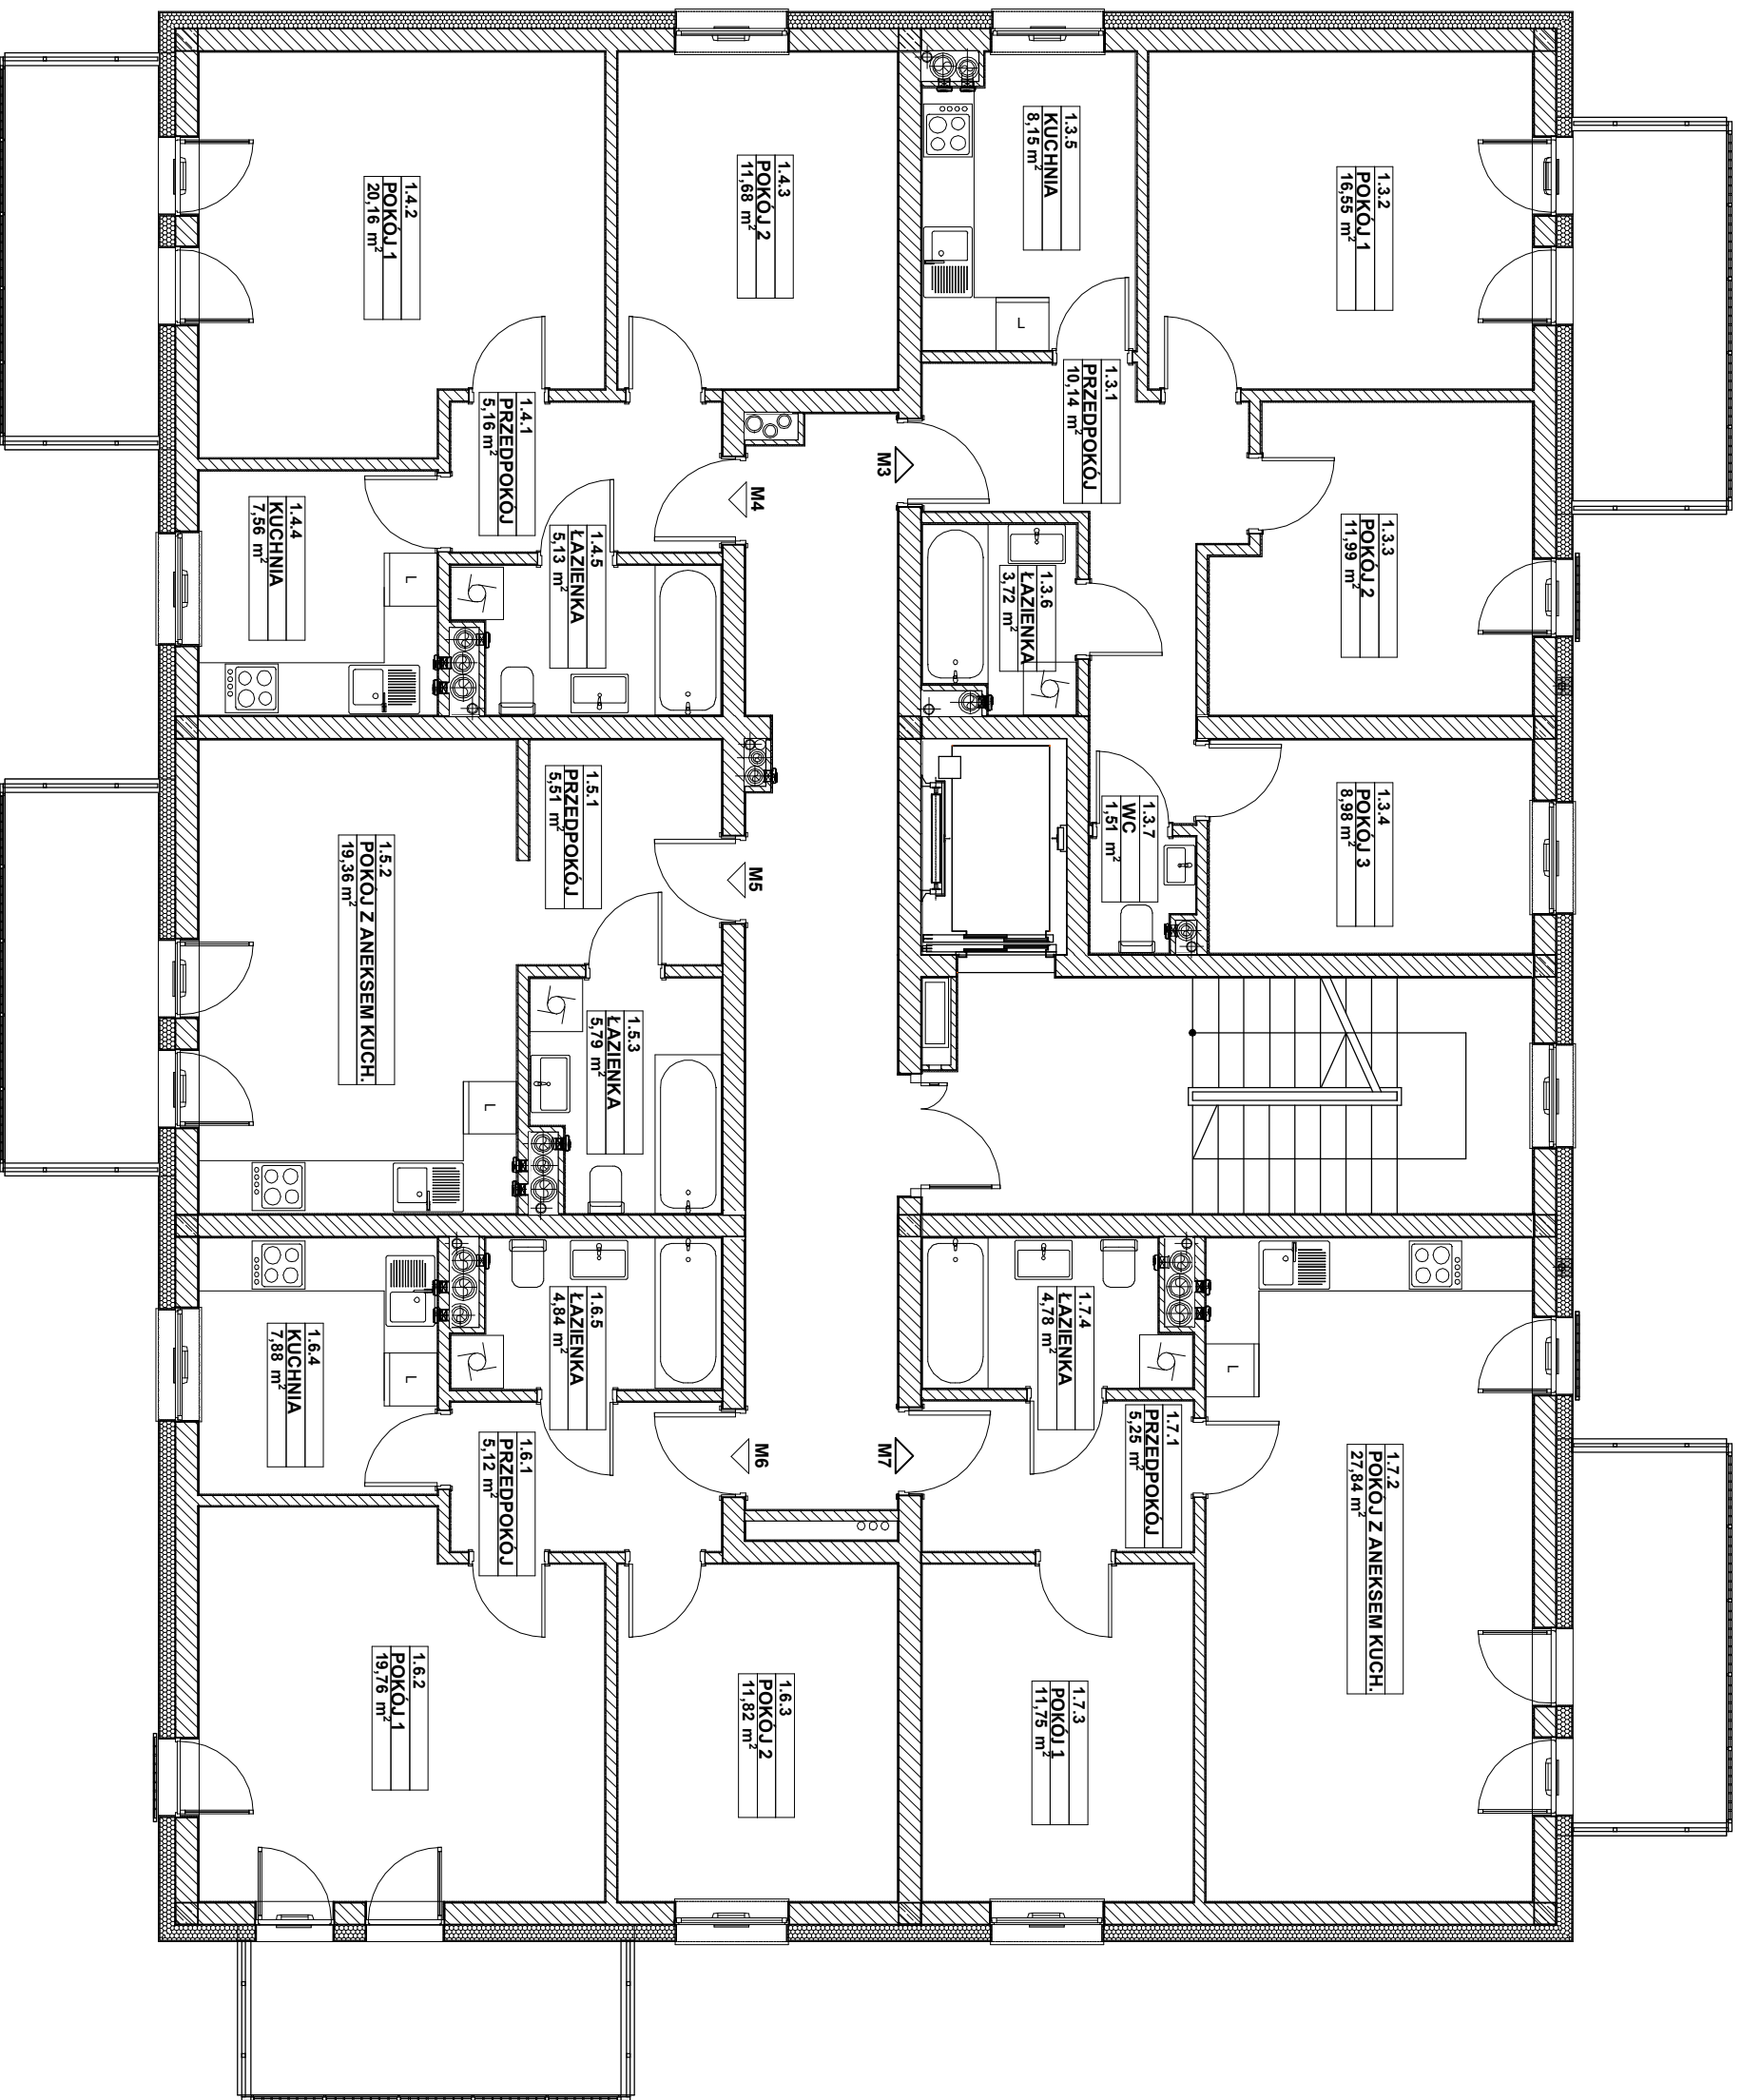 1.3.2
POKÓJ 1
16,55 m²
1.3.3
POKÓJ 2
11,99 m²
1.3.4
POKÓJ 3
8,98 m²
1.7.2
POKÓJ Z ANEKSEM KUCH.
27,84 m²
L
1.3.5
KUCHNIA
8,15 m²
L
1.3.1
PRZEDPOKÓJ
10,14 m²
1.3.6
ŁAZIENKA
3,72 m²
1.3.7
WC
1,51 m²
1.7.4
ŁAZIENKA
4,78 m²
1.7.1
PRZEDPOKÓJ
5,25 m²
1.7.3
POKÓJ 1
11,75 m²
M3
M7
M4
M5
M6
1.4.3
POKÓJ 2
11,68 m²
1.6.3
POKÓJ 2
11,82 m²
1.4.5
ŁAZIENKA
5,13 m²
1.5.1
PRZEDPOKÓJ
5,51 m²
1.5.3
ŁAZIENKA
5,79 m²
1.6.5
ŁAZIENKA
4,84 m²
1.4.1
PRZEDPOKÓJ
5,16 m²
1.6.1
PRZEDPOKÓJ
5,12 m²
1.4.2
POKÓJ 1
20,16 m²
L
1.5.2
POKÓJ Z ANEKSEM KUCH.
19,36 m²
L
L
1.6.2
POKÓJ 1
19,76 m²
1.4.4
KUCHNIA
7,56 m²
1.6.4
KUCHNIA
7,88 m²